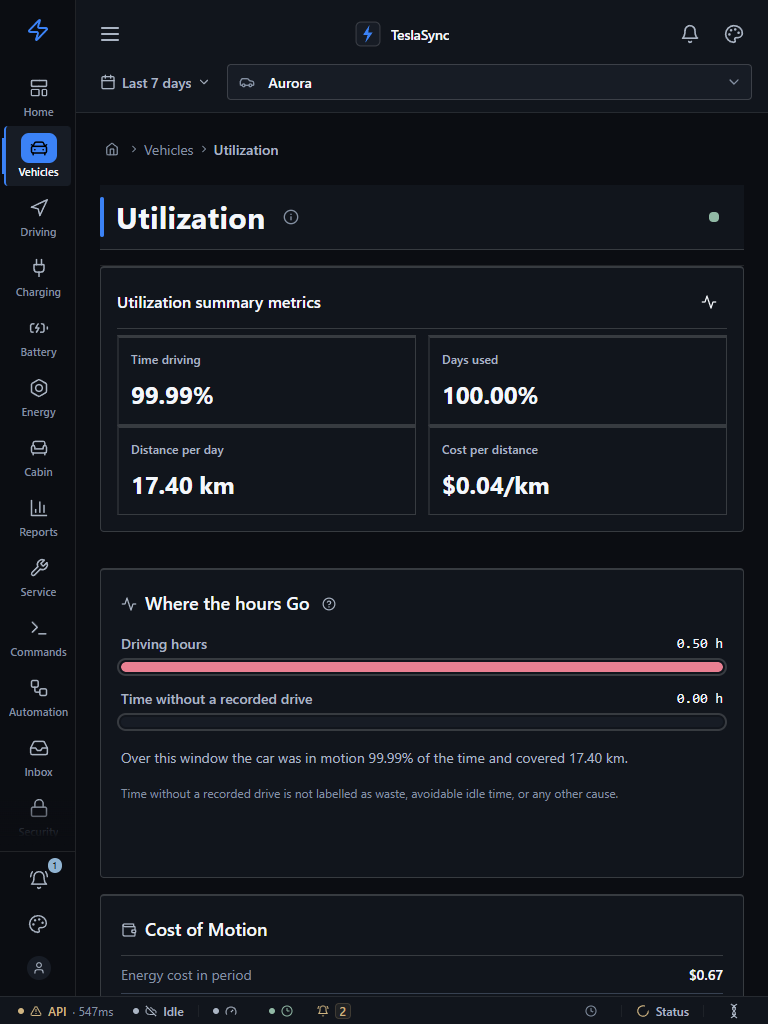 TeslaSync
Last 7 days
Aurora
Home
Vehicles
Driving
Charging
Battery
Energy
Cabin
Reports
Service
Commands
Automation
Inbox
Security
1
Vehicles
Utilization
Utilization
Utilization summary metrics
Time driving
99.99%
Days used
100.00%
Distance per day
17.40 km
Cost per distance
$0.04/km
Where the hours Go
Driving hours
0.50 h
Time without a recorded drive
0.00 h
Over this window the car was in motion 99.99% of the time and covered 17.40 km.
Time without a recorded drive is not labelled as waste, avoidable idle time, or any other cause.
Cost of Motion
Energy cost in period
$0.67
API · 547ms
Idle
2
Status